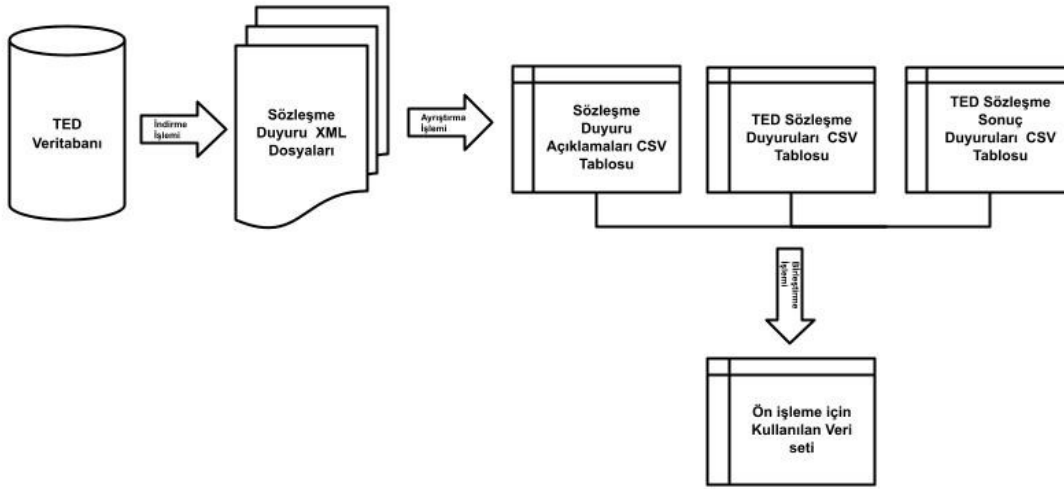 TED
Veritabanı
İndirme
İşlemi
Sözleşme
Duyuru XML
Dosyaları
Ayrıştırma
İşlemi
Sözleşme
Duyuru
Açıklamaları CSV
Tablosu
TED Sözleşme
Duyuruları CSV
Tablosu
TED Sözleşme
Sonuç
Duyuruları CSV
Tablosu
Birleştirme
İşlemi
Ön işleme için
Kullanılan Veri
seti